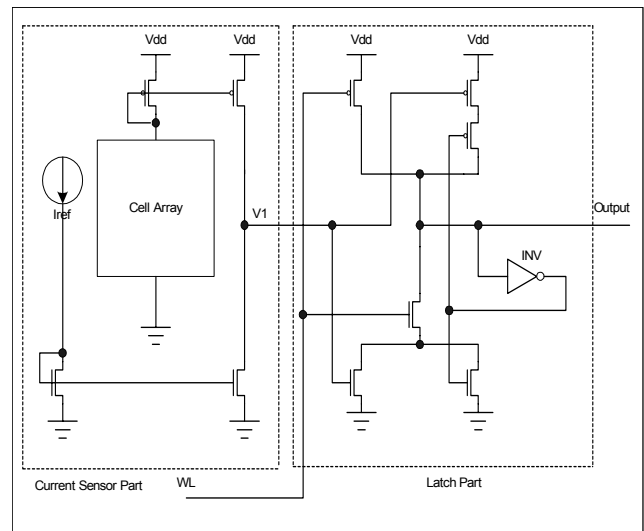 Vdd
Vdd
Vdd
Vdd
Iref
Cell Array
V1
Output
INV
Current Sensor Part
WL
Latch Part